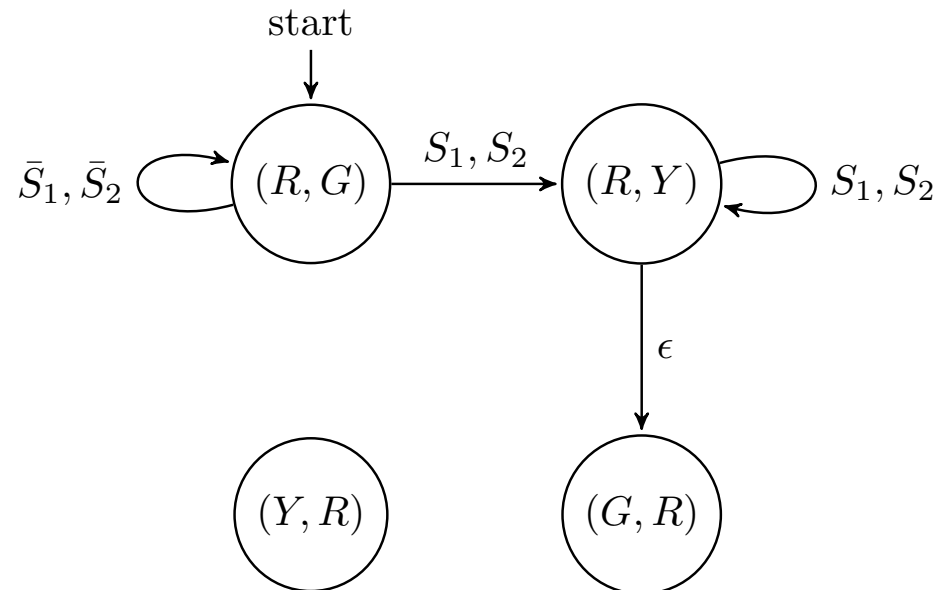 start
S̄₁, S̄₂
(R, G)
S₁, S₂
(R, Y)
S₁, S₂
ϵ
(Y, R)
(G, R)